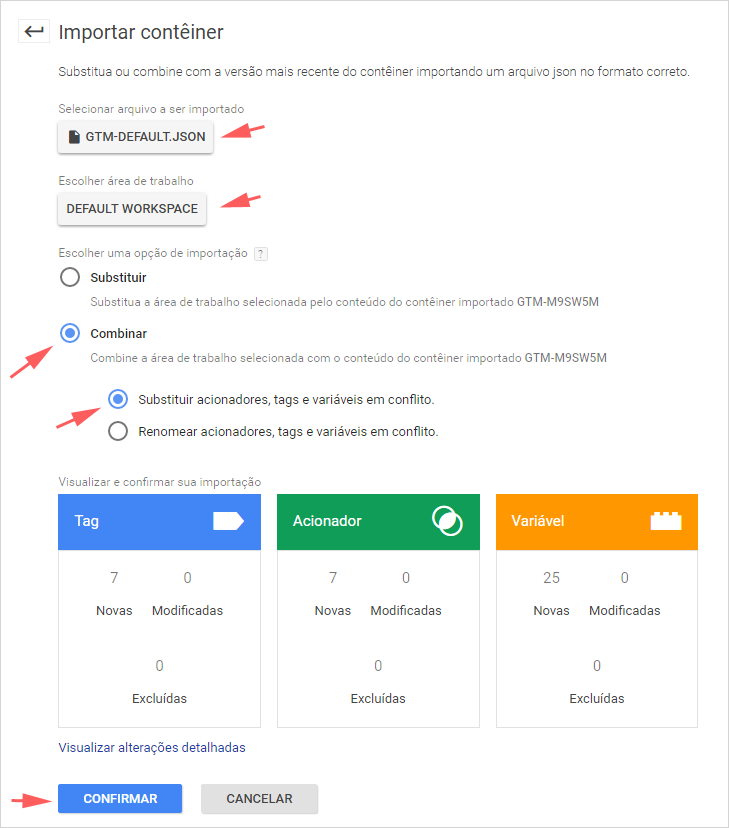 Importar contêiner
Substitua ou combine com a versão mais recente do contêiner importando um arquivo json no formato correto.
Selecionar arquivo a ser importado
GTM-DEFAULT.JSON
Escolher área de trabalho
DEFAULT WORKSPACE
Escolher uma opção de importação ?
Substituir
Substitua a área de trabalho selecionada pelo conteúdo do contêiner importado GTM-M9SW5M
Combinar
Combine a área de trabalho selecionada com o conteúdo do contêiner importado GTM-M9SW5M
Substituir acionadores, tags e variáveis em conflito.
Renomear acionadores, tags e variáveis em conflito.
Visualizar e confirmar sua importação
Tag
7 0
Novas Modificadas
0
Excluídas
Acionador
7 0
Novas Modificadas
0
Excluídas
Variável
25 0
Novas Modificadas
0
Excluídas
Visualizar alterações detalhadas
CONFIRMAR CANCELAR